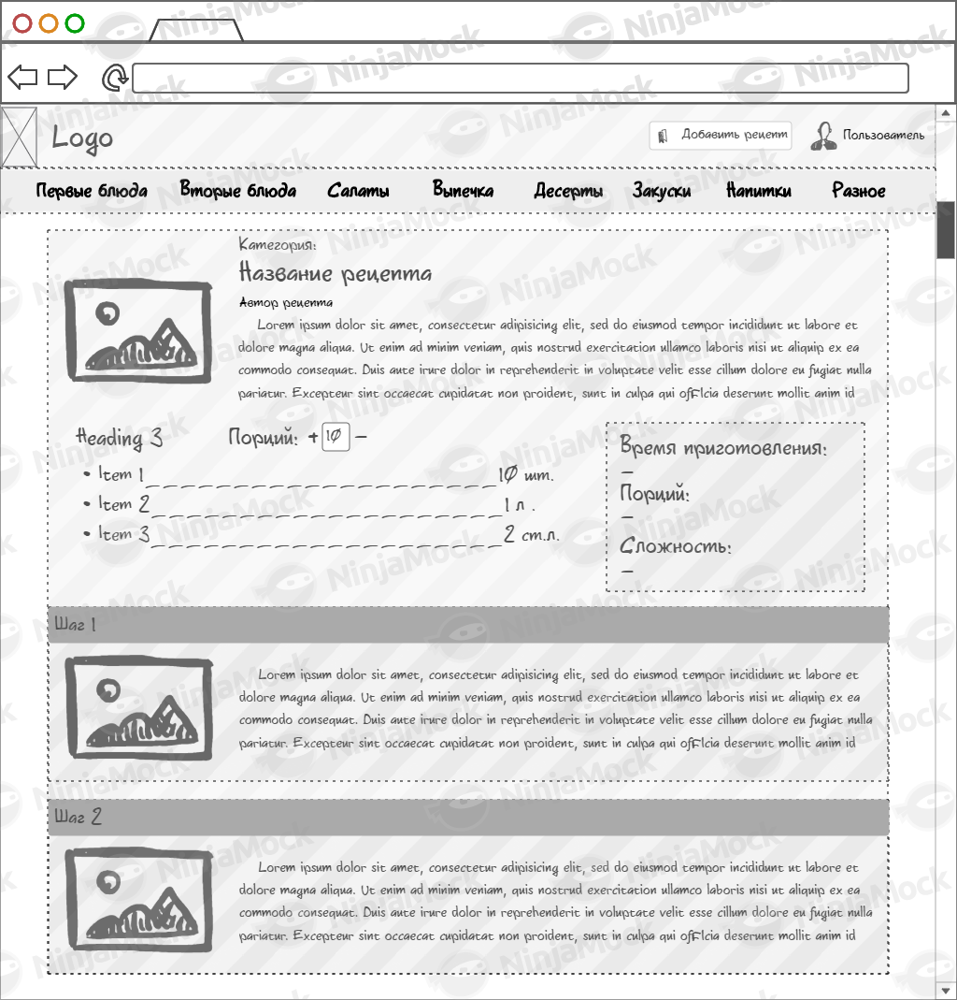 Logo
Добавить рецепт
Пользователь
Первые блюда Вторые блюда Салаты Выпечка Десерты Закуски Напитки Разное
Категория:
Название рецепта
Автор рецепта
Lorem ipsum dolor sit amet, consectetur adipisicing elit, sed do eiusmod tempor incididunt ut labore et
dolore magna aliqua. Ut enim ad minim veniam, quis nostrud exercitation ullamco laboris nisi ut aliquip ex ea
commodo consequat. Duis aute irure dolor in reprehenderit in voluptate velit esse cillum dolore eu fugiat nulla
pariatur. Excepteur sint occaecat cupidatat non proident, sunt in culpa qui officia deserunt mollit anim id
Heading 3
Порций: + 10 –
• Item 1 10 шт.
• Item 2 1 л .
• Item 3 2 ст.л.
Время приготовления:
–
Порций:
–
Сложность:
–
Шаг 1
Lorem ipsum dolor sit amet, consectetur adipisicing elit, sed do eiusmod tempor incididunt ut labore et
dolore magna aliqua. Ut enim ad minim veniam, quis nostrud exercitation ullamco laboris nisi ut aliquip ex ea
commodo consequat. Duis aute irure dolor in reprehenderit in voluptate velit esse cillum dolore eu fugiat nulla
pariatur. Excepteur sint occaecat cupidatat non proident, sunt in culpa qui officia deserunt mollit anim id
Шаг 2
Lorem ipsum dolor sit amet, consectetur adipisicing elit, sed do eiusmod tempor incididunt ut labore et
dolore magna aliqua. Ut enim ad minim veniam, quis nostrud exercitation ullamco laboris nisi ut aliquip ex ea
commodo consequat. Duis aute irure dolor in reprehenderit in voluptate velit esse cillum dolore eu fugiat nulla
pariatur. Excepteur sint occaecat cupidatat non proident, sunt in culpa qui officia deserunt mollit anim id
NinjaMock